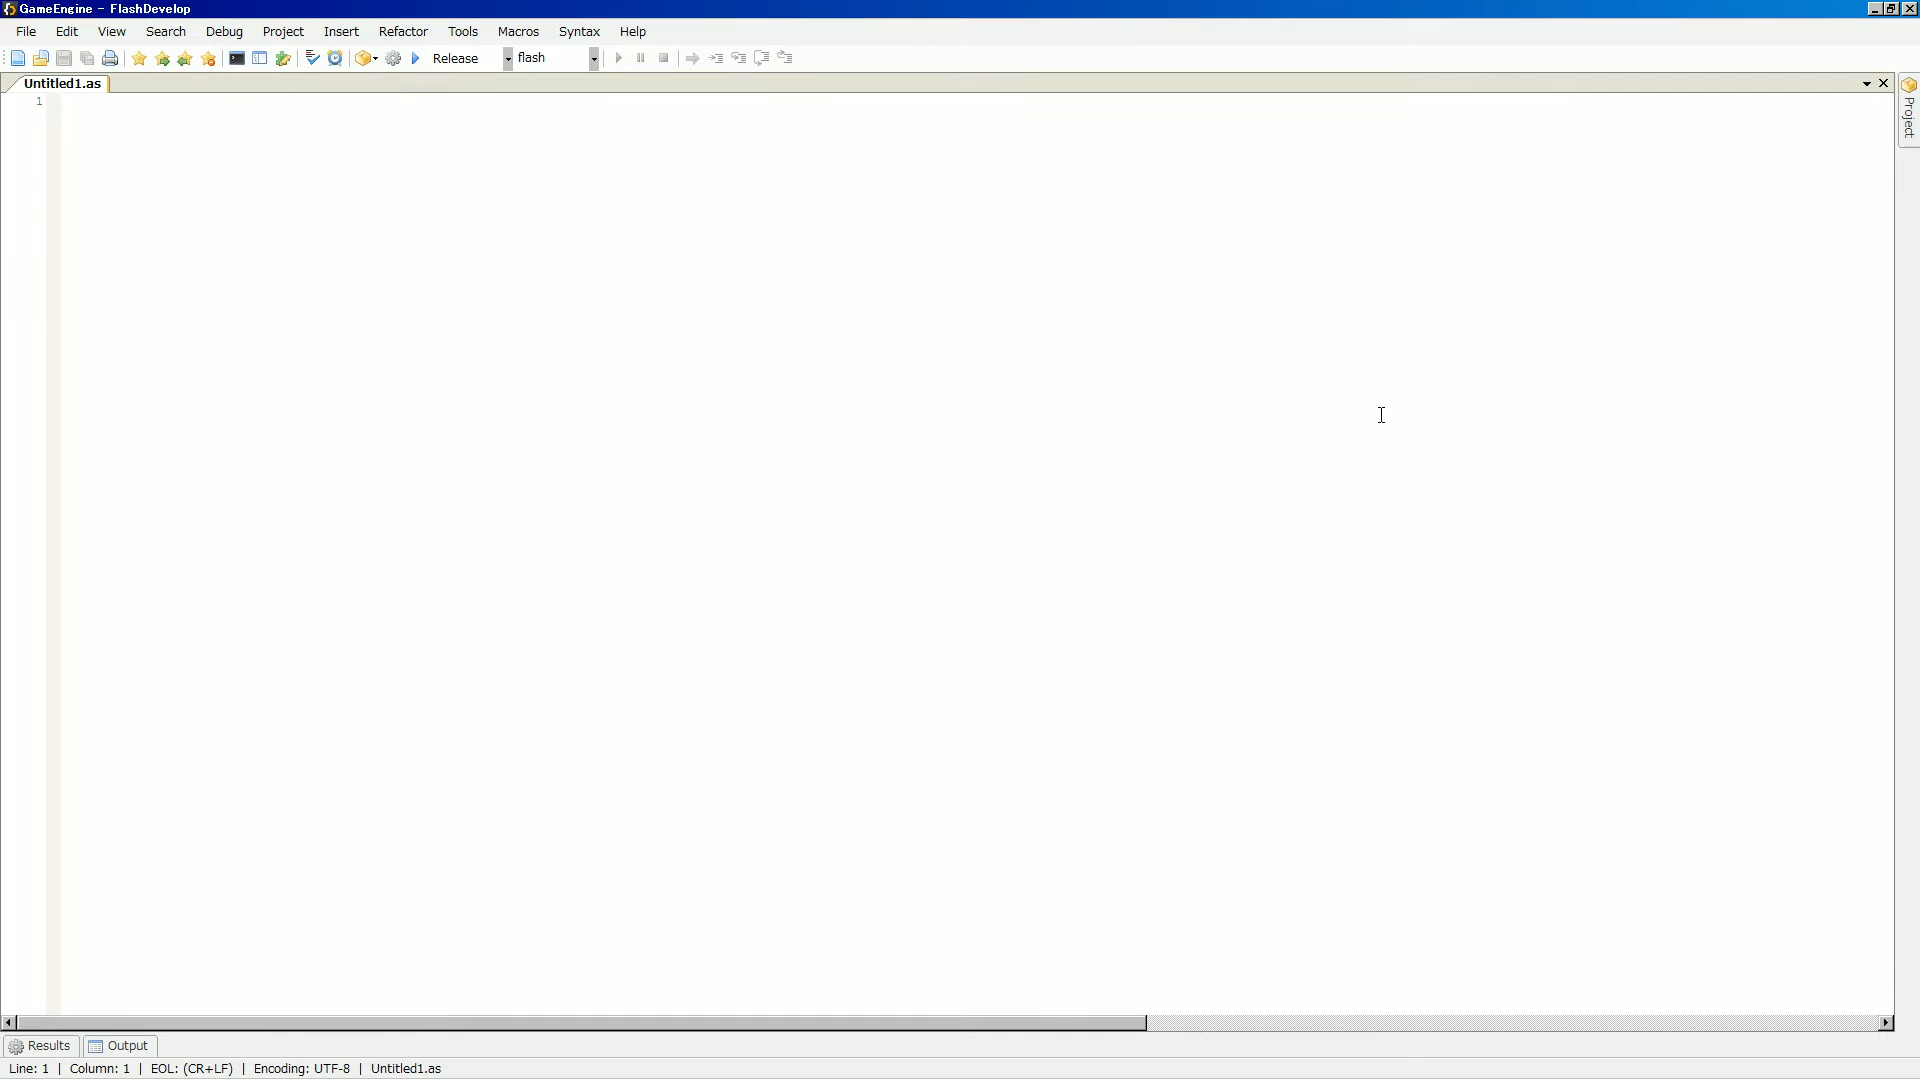 GameEngine - FlashDevelop
File Edit View Search Debug Project Insert Refactor Tools Macros Syntax Help
Release flash
Untitled1.as
Project
1
Results Output
Line: 1 | Column: 1 | EOL: (CR+LF) | Encoding: UTF-8 | Untitled1.as